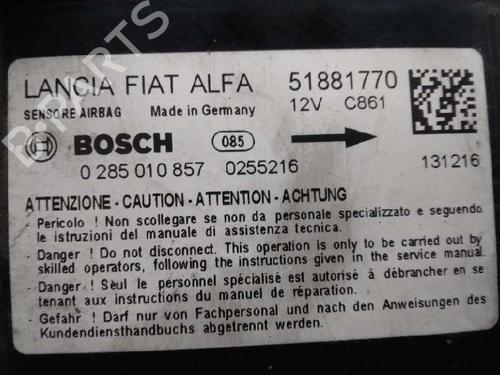 LANCIA FIAT ALFA 51881770
SENSORE AIRBAG Made in Germany 12V C861
BOSCH 085
0 285 010 857 0255216 131216
ATTENZIONE - CAUTION - ATTENTION - ACHTUNG
- Pericolo ! Non scollegare se non da personale specializzato e seguendo
le istruzioni del manuale di assistenza tecnica.
- Danger ! Do not disconnect. This operation is only to be carried out by
skilled operators, following the instructions given in the service manual.
- Danger ! Seul le personnel spécialisé est autorisé à débrancher en se
tenant aux instructions du manuel de réparation.
- Gefahr ! Darf nur von Fachpersonal und nach den Anweisungen des
Kundendiensthandbuchs abgetrennt werden.
B-PARTS